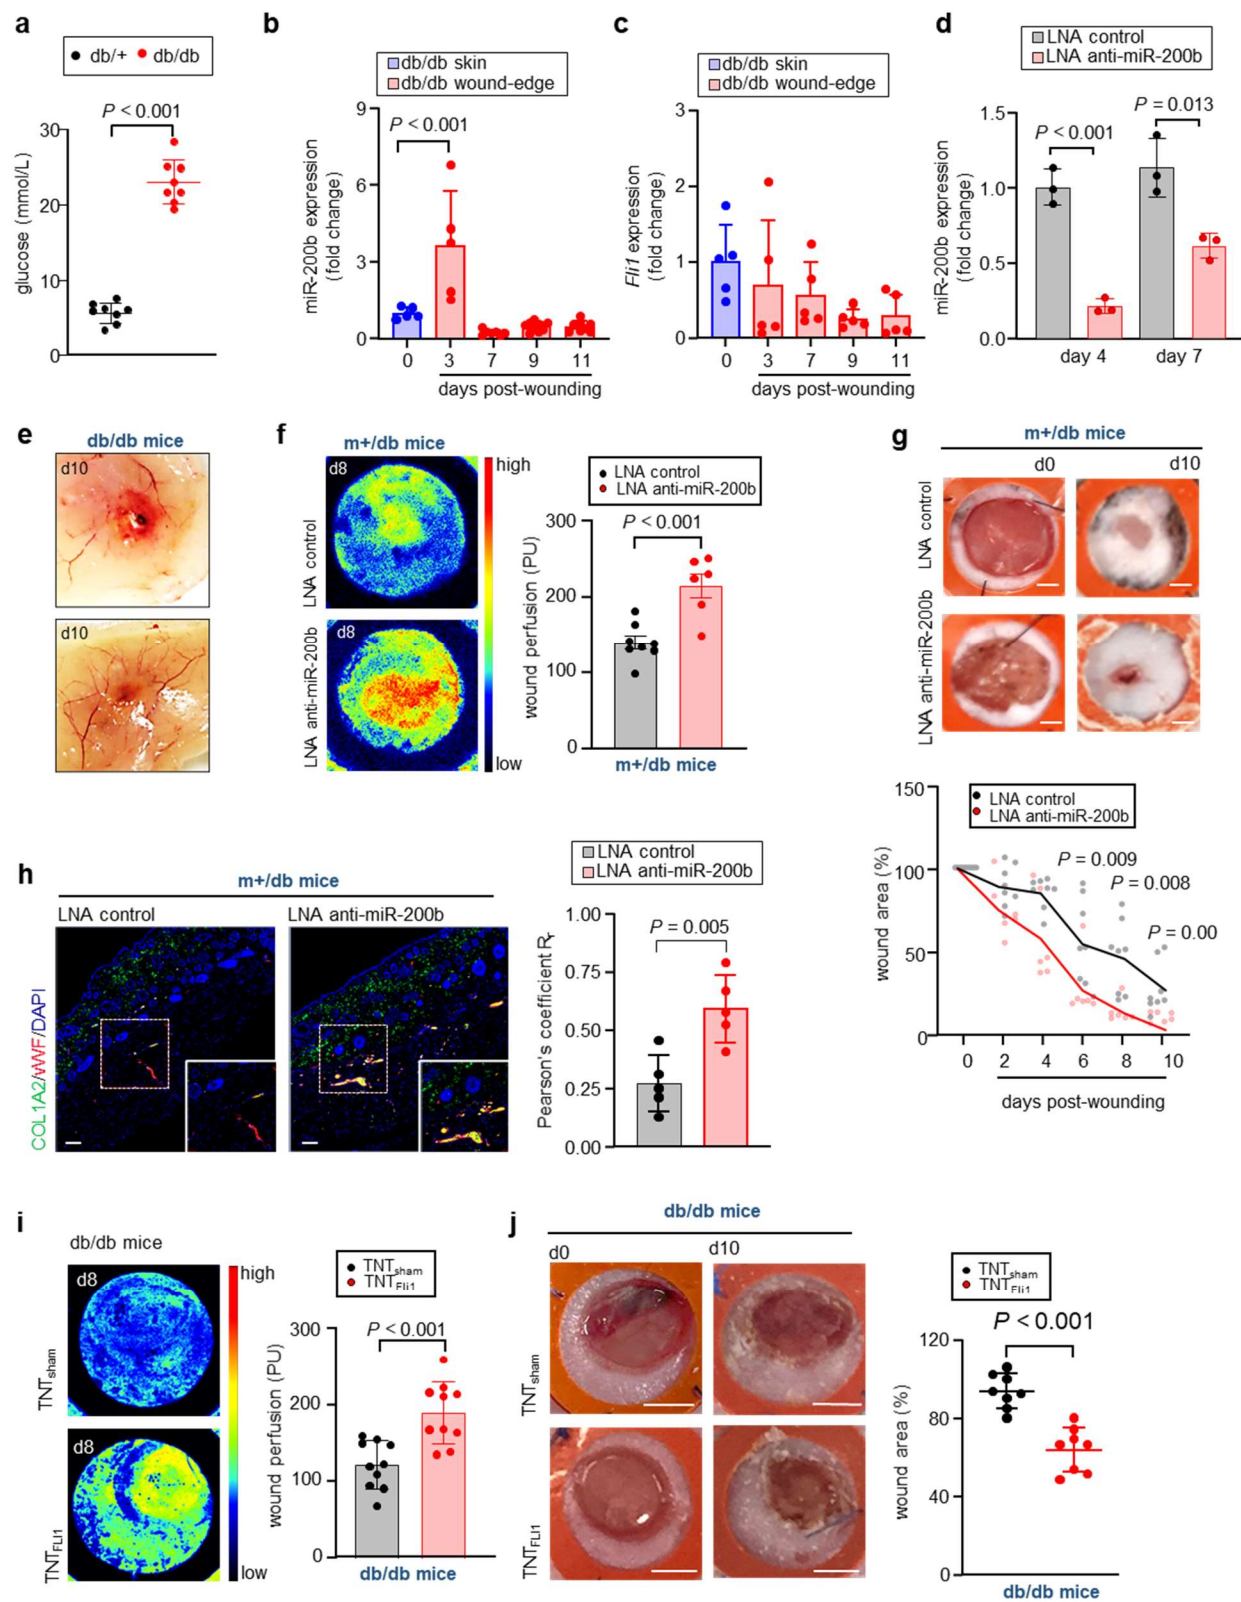 a
db/+ db/db
P < 0.001
30
20
10
0
glucose (mmol/L)
b
db/db skin
db/db wound-edge
P < 0.001
9
6
3
0
miR-200b expression
(fold change)
0 3 7 9 11
days post-wounding
c
db/db skin
db/db wound-edge
3
2
1
0
Fli1 expression
(fold change)
0 3 7 9 11
days post-wounding
d
LNA control
LNA anti-miR-200b
P = 0.013
P < 0.001
1.5
1.0
0.5
0.0
miR-200b expression
(fold change)
day 4 day 7
e
db/db mice
d10
d10
f
m+/db mice
d8
LNA control
d8
LNA anti-miR-200b
high
low
LNA control
LNA anti-miR-200b
P < 0.001
300
200
100
0
wound perfusion (PU)
m+/db mice
g
m+/db mice
d0 d10
LNA control
LNA anti-miR-200b
LNA control
LNA anti-miR-200b
P = 0.009
P = 0.008
P = 0.00
150
100
50
0
wound area (%)
0 2 4 6 8 10
days post-wounding
h
m+/db mice
LNA control LNA anti-miR-200b
COL1A2/vWF/DAPI
LNA control
LNA anti-miR-200b
P = 0.005
1.00
0.75
0.50
0.25
0.00
Pearson's coefficient Rr
i
db/db mice
d8
TNTsham
d8
TNTFLI1
high
low
TNTsham
TNTFli1
P < 0.001
300
200
100
0
wound perfusion (PU)
db/db mice
j
db/db mice
d0 d10
TNTsham
TNTFLI1
TNTsham
TNTFLI1
P < 0.001
120
80
40
0
wound area (%)
db/db mice